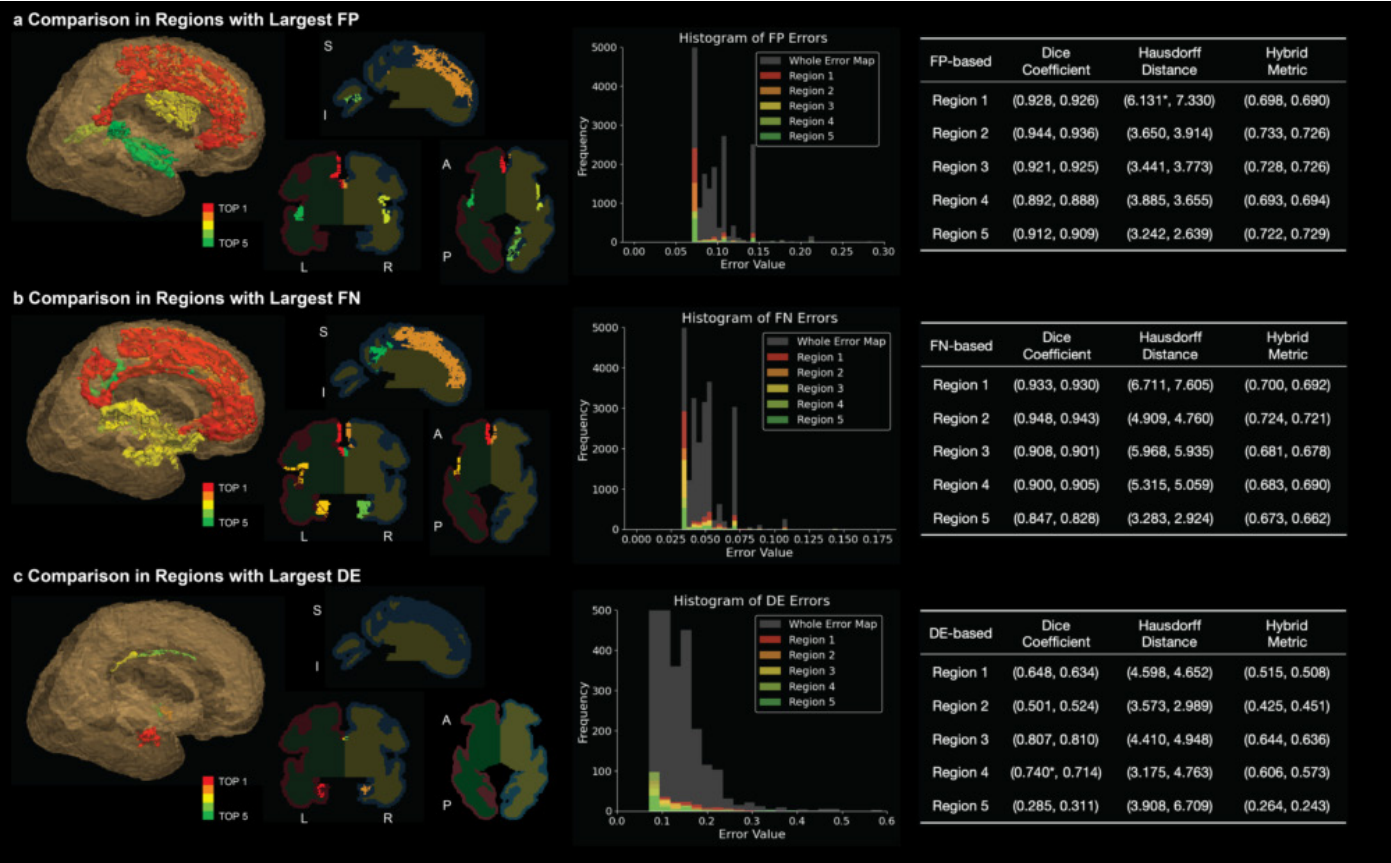 a Comparison in Regions with Largest FP
S
I
A
P
L
R
TOP 1
TOP 5
Histogram of FP Errors
Whole Error Map
Region 1
Region 2
Region 3
Region 4
Region 5
Frequency
5000
4000
3000
2000
1000
0
0.00 0.05 0.10 0.15 0.20 0.25 0.30
Error Value
FP-based Dice Coefficient Hausdorff Distance Hybrid Metric
Region 1 (0.928, 0.926) (6.131*, 7.330) (0.698, 0.690)
Region 2 (0.944, 0.936) (3.650, 3.914) (0.733, 0.726)
Region 3 (0.921, 0.925) (3.441, 3.773) (0.728, 0.726)
Region 4 (0.892, 0.888) (3.885, 3.655) (0.693, 0.694)
Region 5 (0.912, 0.909) (3.242, 2.639) (0.722, 0.729)
b Comparison in Regions with Largest FN
S
I
A
P
L
R
TOP 1
TOP 5
Histogram of FN Errors
Whole Error Map
Region 1
Region 2
Region 3
Region 4
Region 5
Frequency
5000
4000
3000
2000
1000
0
0.000 0.025 0.050 0.075 0.100 0.125 0.150 0.175
Error Value
FN-based Dice Coefficient Hausdorff Distance Hybrid Metric
Region 1 (0.933, 0.930) (6.711, 7.605) (0.700, 0.692)
Region 2 (0.948, 0.943) (4.909, 4.760) (0.724, 0.721)
Region 3 (0.908, 0.901) (5.968, 5.935) (0.681, 0.678)
Region 4 (0.900, 0.905) (5.315, 5.059) (0.683, 0.690)
Region 5 (0.847, 0.828) (3.283, 2.924) (0.673, 0.662)
c Comparison in Regions with Largest DE
S
I
A
P
L
R
TOP 1
TOP 5
Histogram of DE Errors
Whole Error Map
Region 1
Region 2
Region 3
Region 4
Region 5
Frequency
500
400
300
200
100
0
0.0 0.1 0.2 0.3 0.4 0.5 0.6
Error Value
DE-based Dice Coefficient Hausdorff Distance Hybrid Metric
Region 1 (0.648, 0.634) (4.598, 4.652) (0.515, 0.508)
Region 2 (0.501, 0.524) (3.573, 2.989) (0.425, 0.451)
Region 3 (0.807, 0.810) (4.410, 4.948) (0.644, 0.636)
Region 4 (0.740*, 0.714) (3.175, 4.763) (0.606, 0.573)
Region 5 (0.285, 0.311) (3.908, 6.709) (0.264, 0.243)